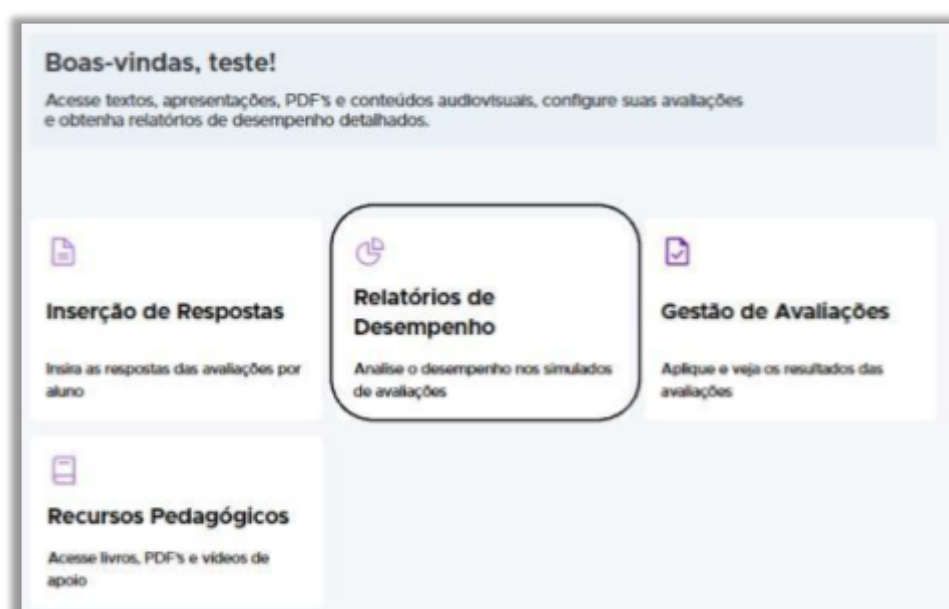 Boas-vindas, teste!
Acesse textos, apresentações, PDF's e conteúdos audiovisuais, configure suas avaliações
e obtenha relatórios de desempenho detalhados.
Inserção de Respostas
Insira as respostas das avaliações por
aluno
Relatórios de
Desempenho
Analise o desempenho nos simulados
de avaliações
Gestão de Avaliações
Aplique e veja os resultados das
avaliações
Recursos Pedagógicos
Acesse livros, PDF's e vídeos de
apoio